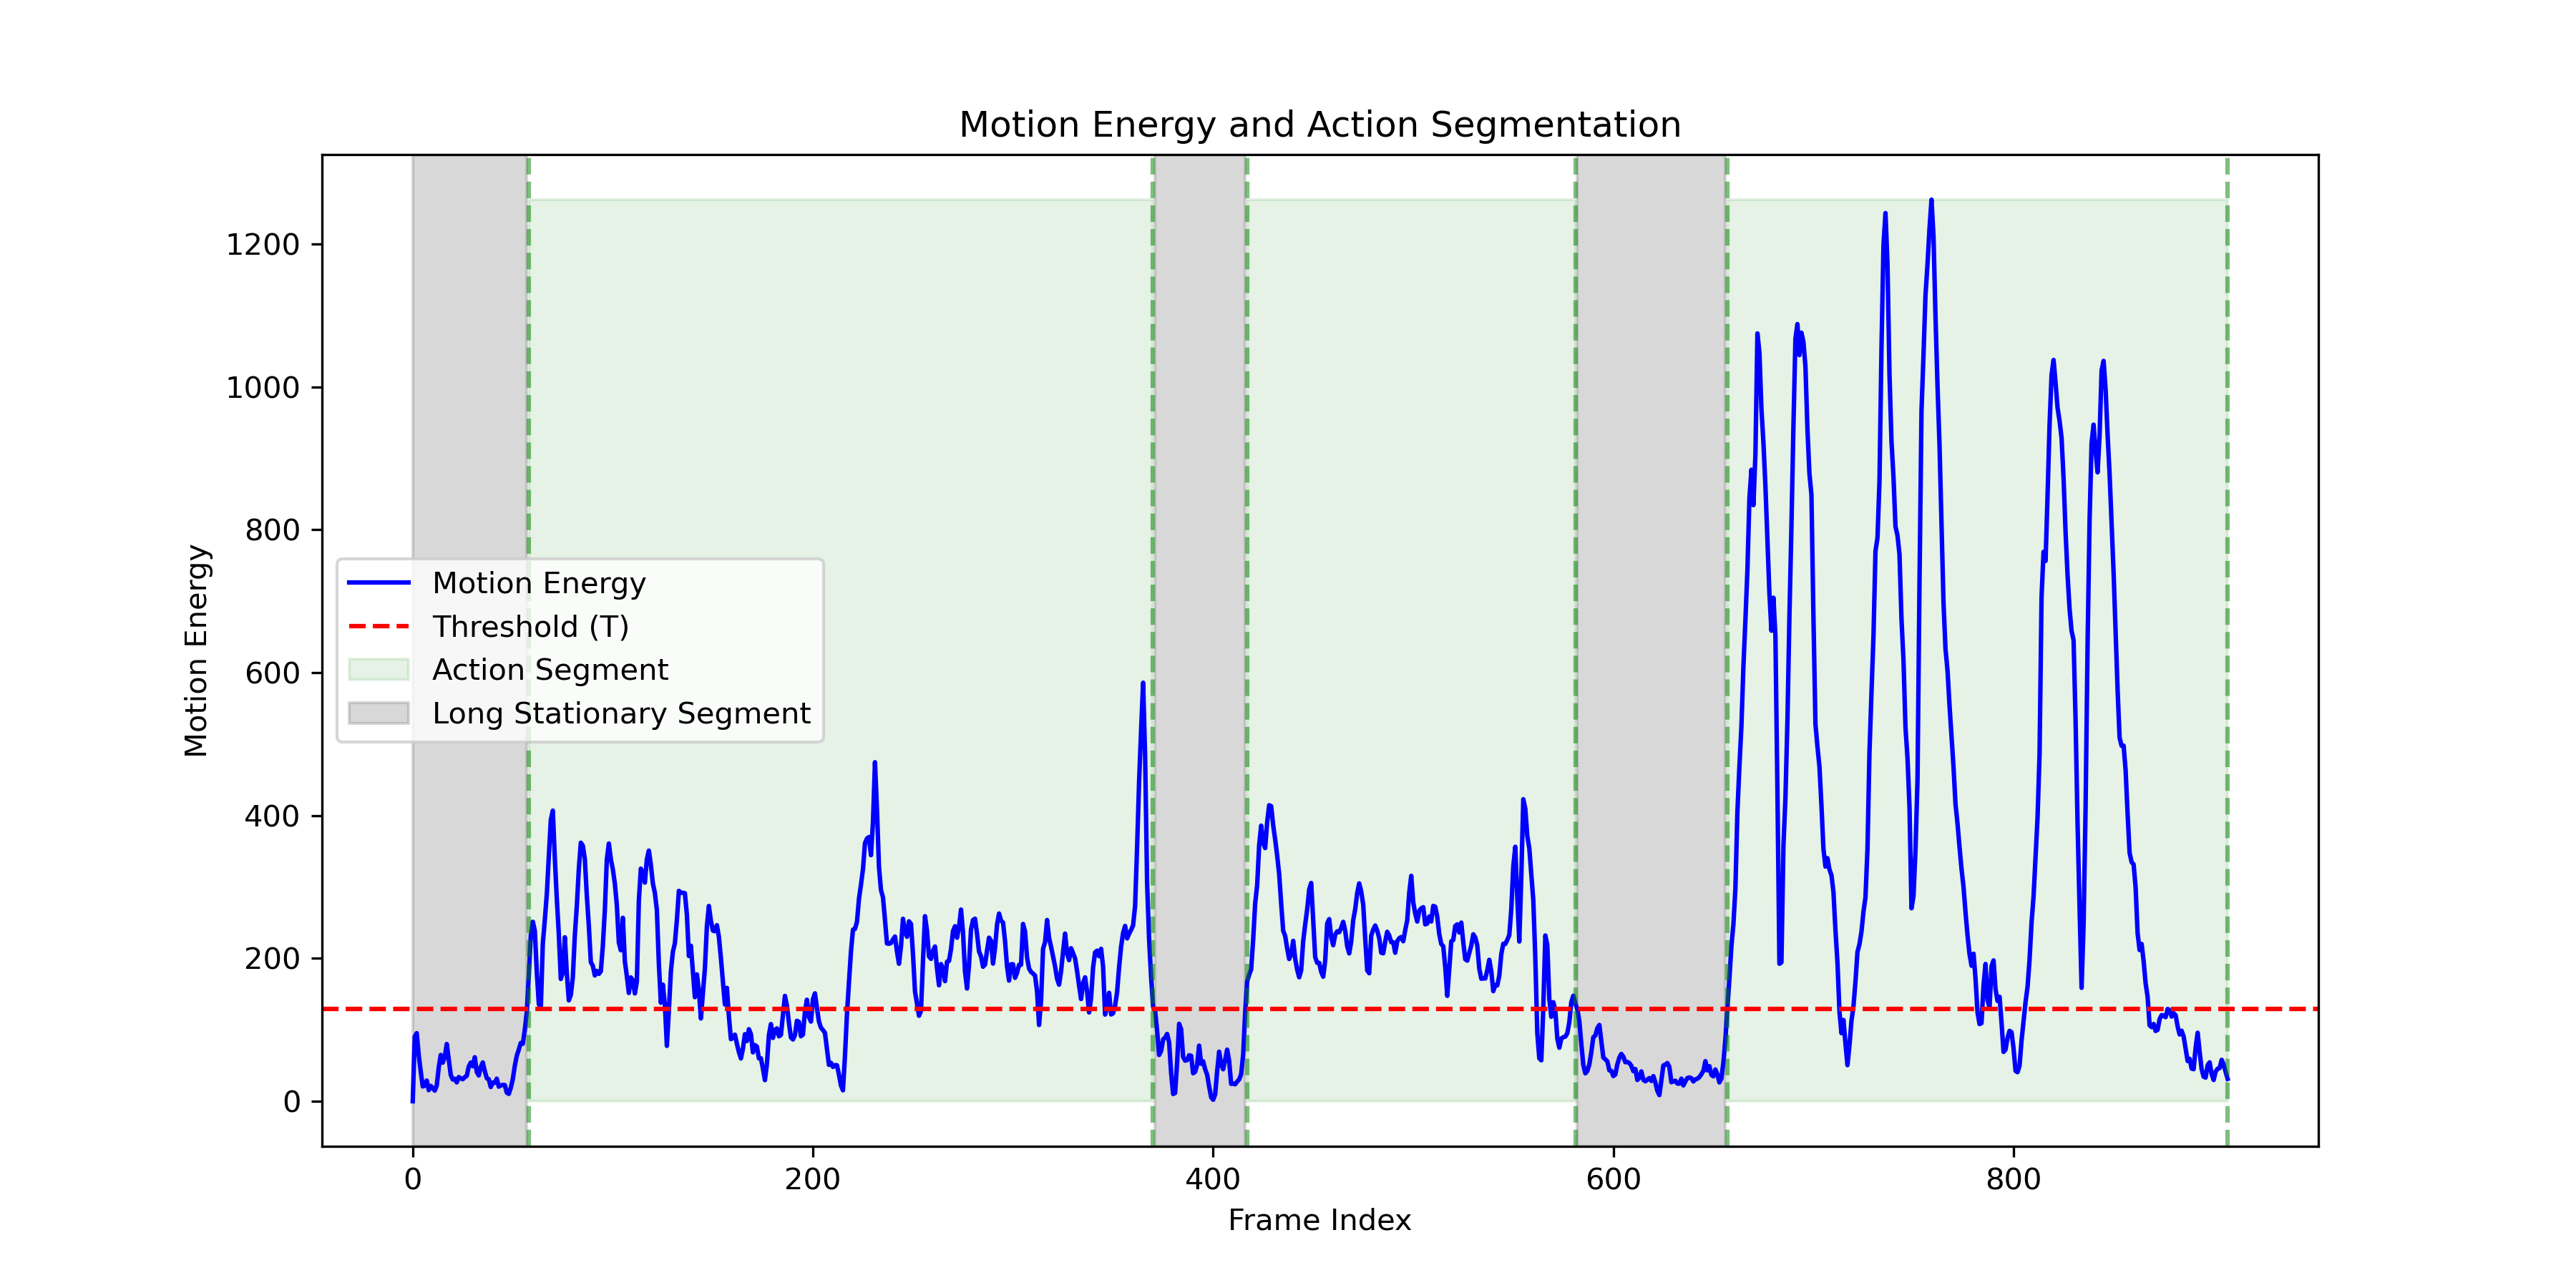 Motion Energy and Action Segmentation
1200
1000
800
600
400
200
0
Motion Energy
Motion Energy
Threshold (T)
Action Segment
Long Stationary Segment
0
200
400
600
800
Frame Index